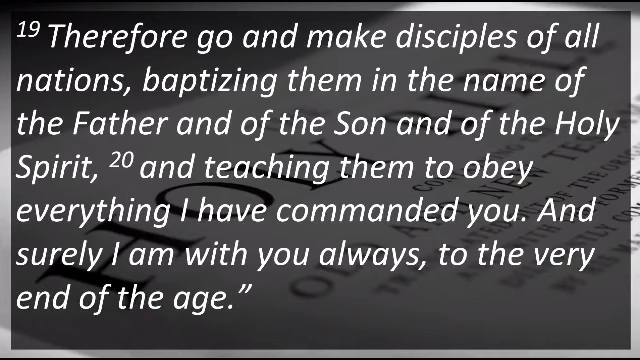 19 Therefore go and make disciples of all
nations, baptizing them in the name of
the Father and of the Son and of the Holy
Spirit, 20 and teaching them to obey
everything I have commanded you. And
surely I am with you always, to the very
end of the age.”
HOLY